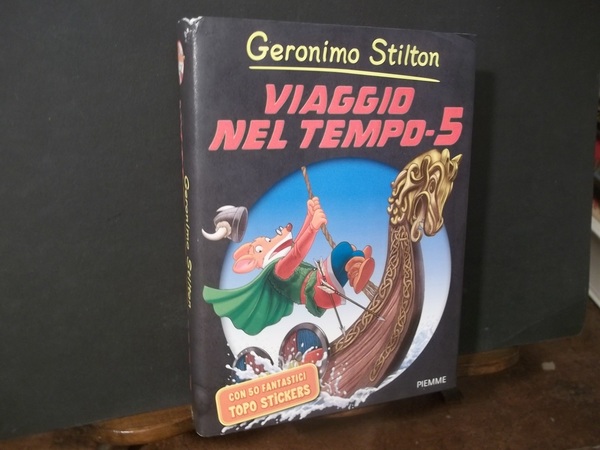 Geronimo Stilton
VIAGGIO
NEL TEMPO-5
Geronimo Stilton
CON 50 FANTASTICI
TOPO STICKERS
PIEMME